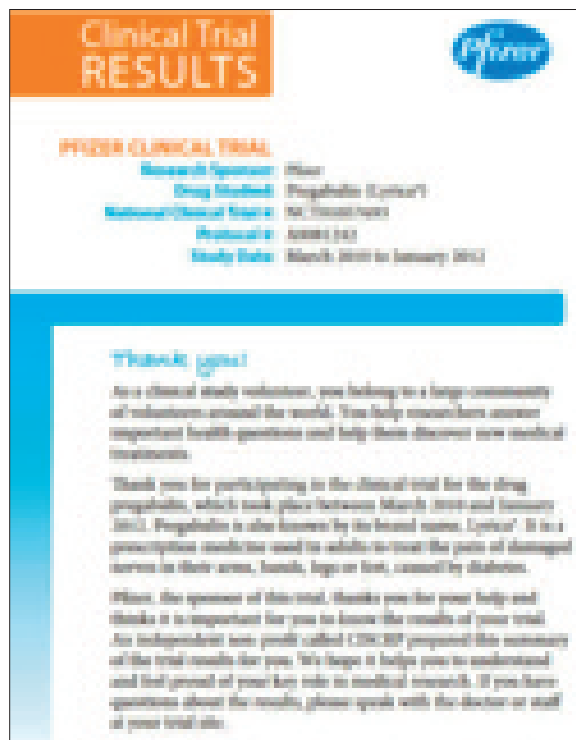 Clinical Trial
RESULTS
Pfizer
PFIZER CLINICAL TRIAL
Research Sponsor: Pfizer
Drug Studied: Pregabalin (Lyrica®)
National Clinical Trial #:
Protocol #:
Study Date: March 2010 to January 2012
Thank you!
As a clinical study volunteer, you belong to a large community
of volunteers around the world. You help researchers answer
important health questions and help them discover new medical
treatments.
Thank you for participating in the clinical trial for the drug
pregabalin, which took place between March 2010 and January
2012. Pregabalin is also known by its brand name, Lyrica®. It is a
prescription medicine used in adults to treat the pain of damaged
nerves in their arms, hands, legs or feet, caused by diabetes.
Pfizer, the sponsor of this trial, thanks you for your help and
thinks it is important for you to know the results of your trial.
An independent non profit called CISCRP prepared this summary
of the trial results for you. We hope it helps you to understand
and feel proud of your key role in medical research. If you have
questions about the results, please speak with the doctor or staff
at your trial site.